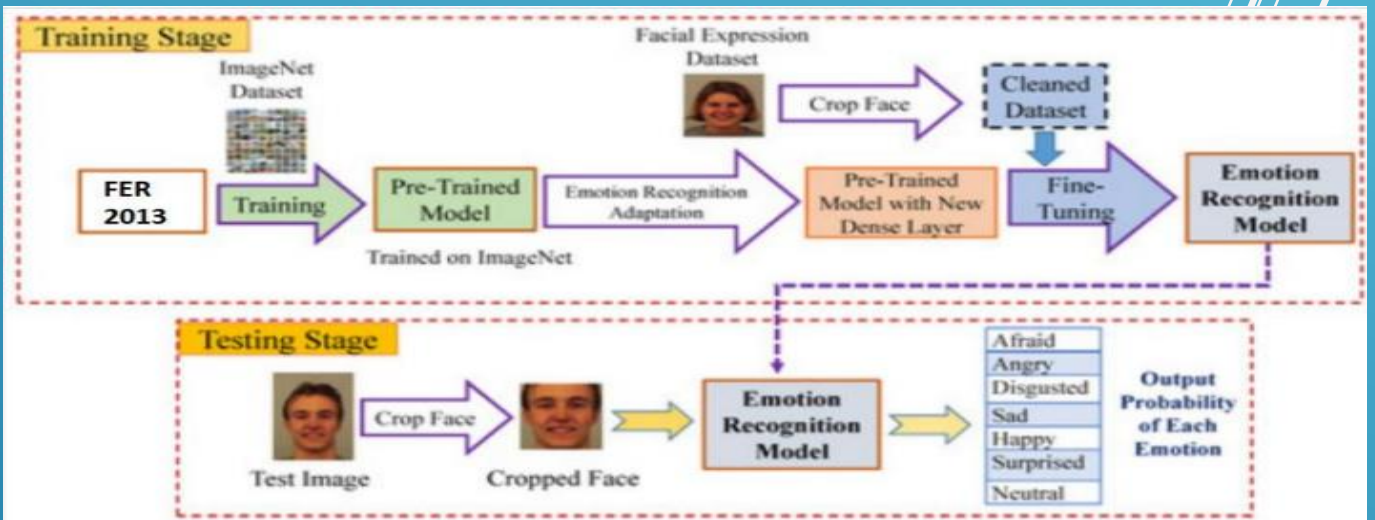 Training Stage
ImageNet
Dataset
Facial Expression
Dataset
Crop Face
Cleaned
Dataset
FER
2013
Training
Pre-Trained
Model
Emotion Recognition
Adaptation
Pre-Trained
Model with New
Dense Layer
Fine-
Tuning
Emotion
Recognition
Model
Trained on ImageNet
Testing Stage
Crop Face
Test Image
Cropped Face
Emotion
Recognition
Model
Afraid
Angry
Disgusted
Sad
Happy
Surprised
Neutral
Output
Probability
of Each
Emotion